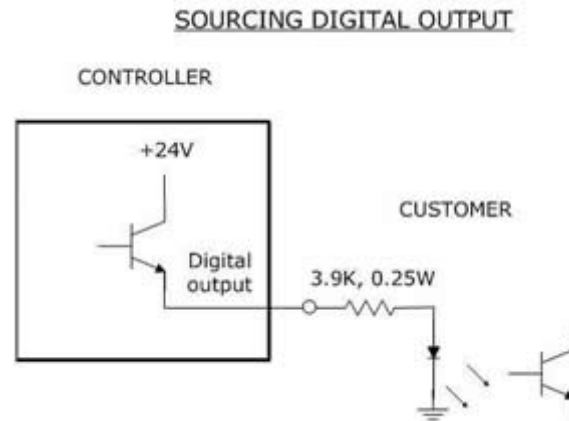 SOURCING DIGITAL OUTPUT
CONTROLLER
+24V
CUSTOMER
Digital
output
3.9K, 0.25W